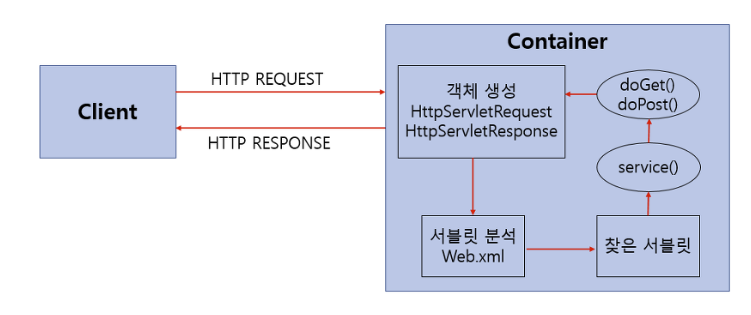 Container
Client
HTTP REQUEST
HTTP RESPONSE
객체 생성
HttpServletRequest
HttpServletResponse
doGet()
doPost()
service()
서블릿 분석
Web.xml
찾은 서블릿